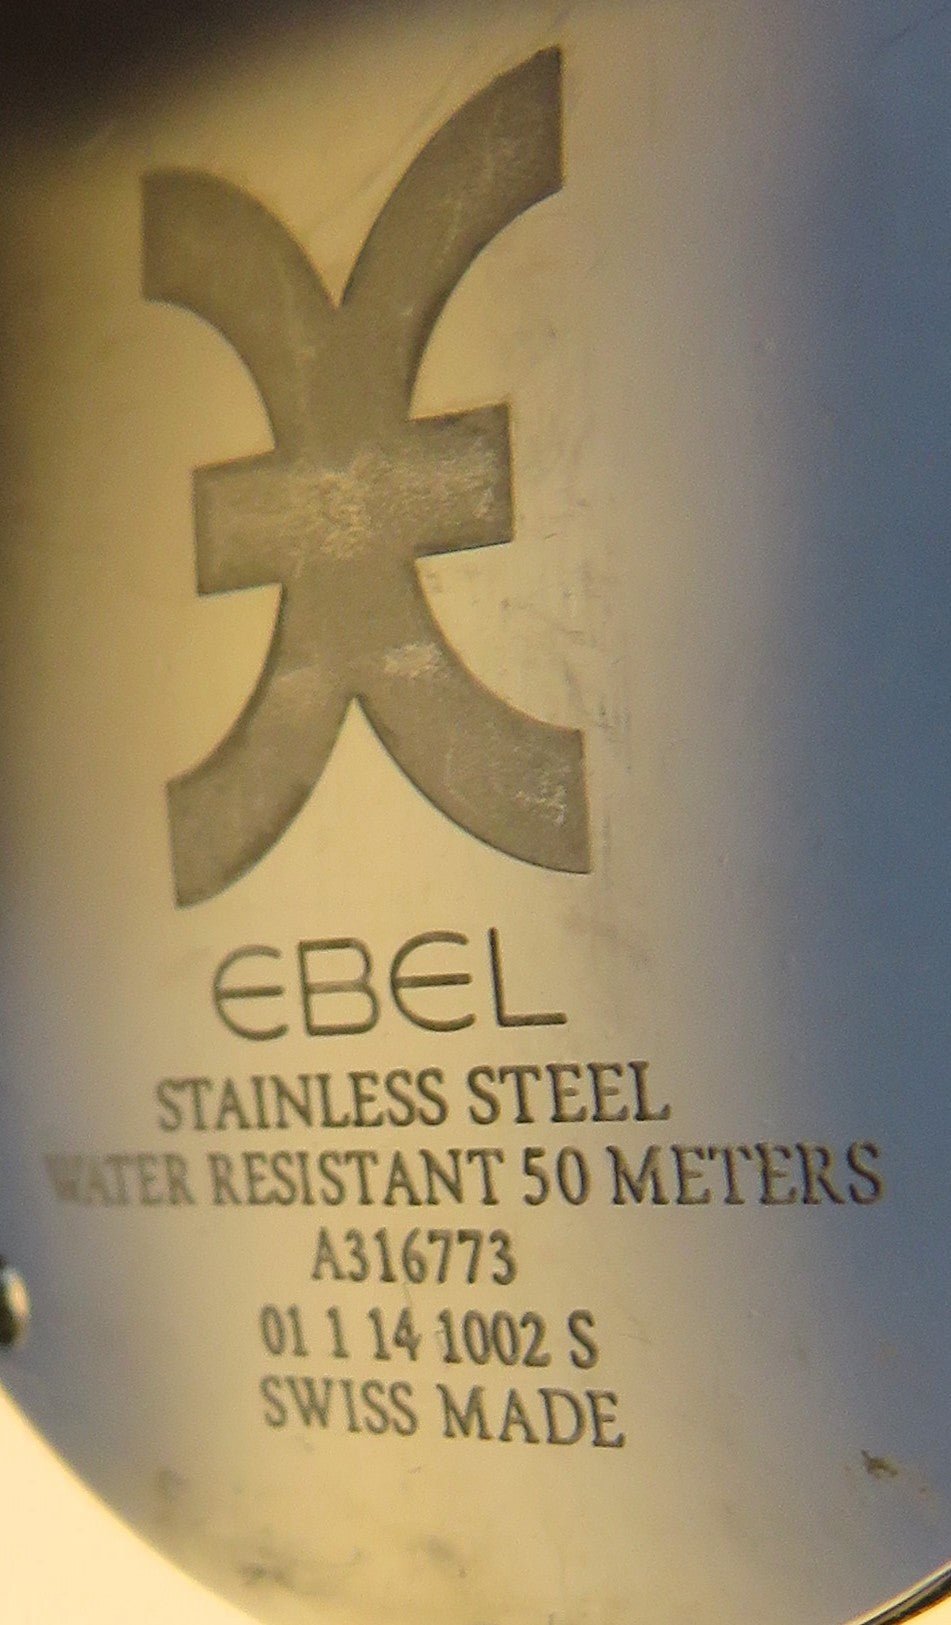 EBEL
STAINLESS STEEL
WATER RESISTANT 50 METERS
A316773
01 1 14 1002 S
SWISS MADE